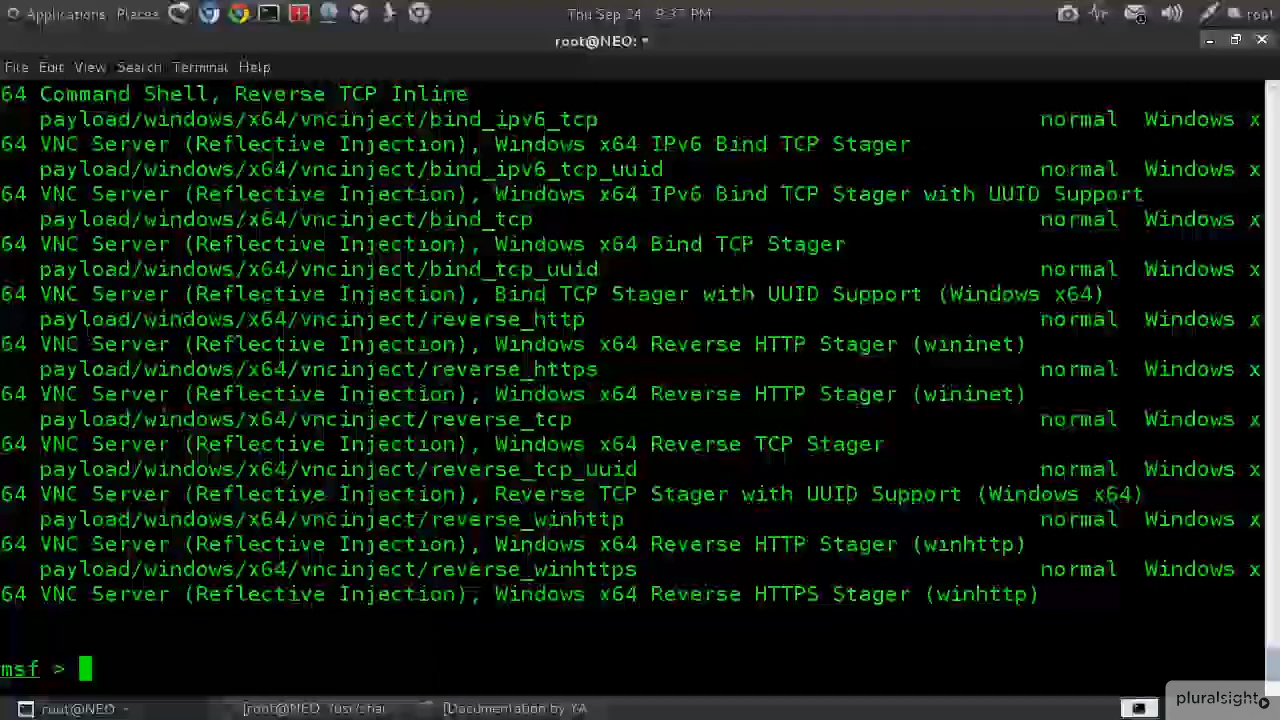 Applications Places Thu Sep 24 9:37 PM root
root@NEO: ~
File Edit View Search Terminal Help
64 Command Shell, Reverse TCP Inline
payload/windows/x64/vncinject/bind_ipv6_tcp normal Windows x
64 VNC Server (Reflective Injection), Windows x64 IPv6 Bind TCP Stager
payload/windows/x64/vncinject/bind_ipv6_tcp_uuid normal Windows x
64 VNC Server (Reflective Injection), Windows x64 IPv6 Bind TCP Stager with UUID Support
payload/windows/x64/vncinject/bind_tcp normal Windows x
64 VNC Server (Reflective Injection), Windows x64 Bind TCP Stager
payload/windows/x64/vncinject/bind_tcp_uuid normal Windows x
64 VNC Server (Reflective Injection), Bind TCP Stager with UUID Support (Windows x64)
payload/windows/x64/vncinject/reverse_http normal Windows x
64 VNC Server (Reflective Injection), Windows x64 Reverse HTTP Stager (wininet)
payload/windows/x64/vncinject/reverse_https normal Windows x
64 VNC Server (Reflective Injection), Windows x64 Reverse HTTP Stager (wininet)
payload/windows/x64/vncinject/reverse_tcp normal Windows x
64 VNC Server (Reflective Injection), Windows x64 Reverse TCP Stager
payload/windows/x64/vncinject/reverse_tcp_uuid normal Windows x
64 VNC Server (Reflective Injection), Reverse TCP Stager with UUID Support (Windows x64)
payload/windows/x64/vncinject/reverse_winhttp normal Windows x
64 VNC Server (Reflective Injection), Windows x64 Reverse HTTP Stager (winhttp)
payload/windows/x64/vncinject/reverse_winhttps normal Windows x
64 VNC Server (Reflective Injection), Windows x64 Reverse HTTPS Stager (winhttp)
msf >
pluralsight
root@NEO: ~ [root@NEO [Documentation by YA